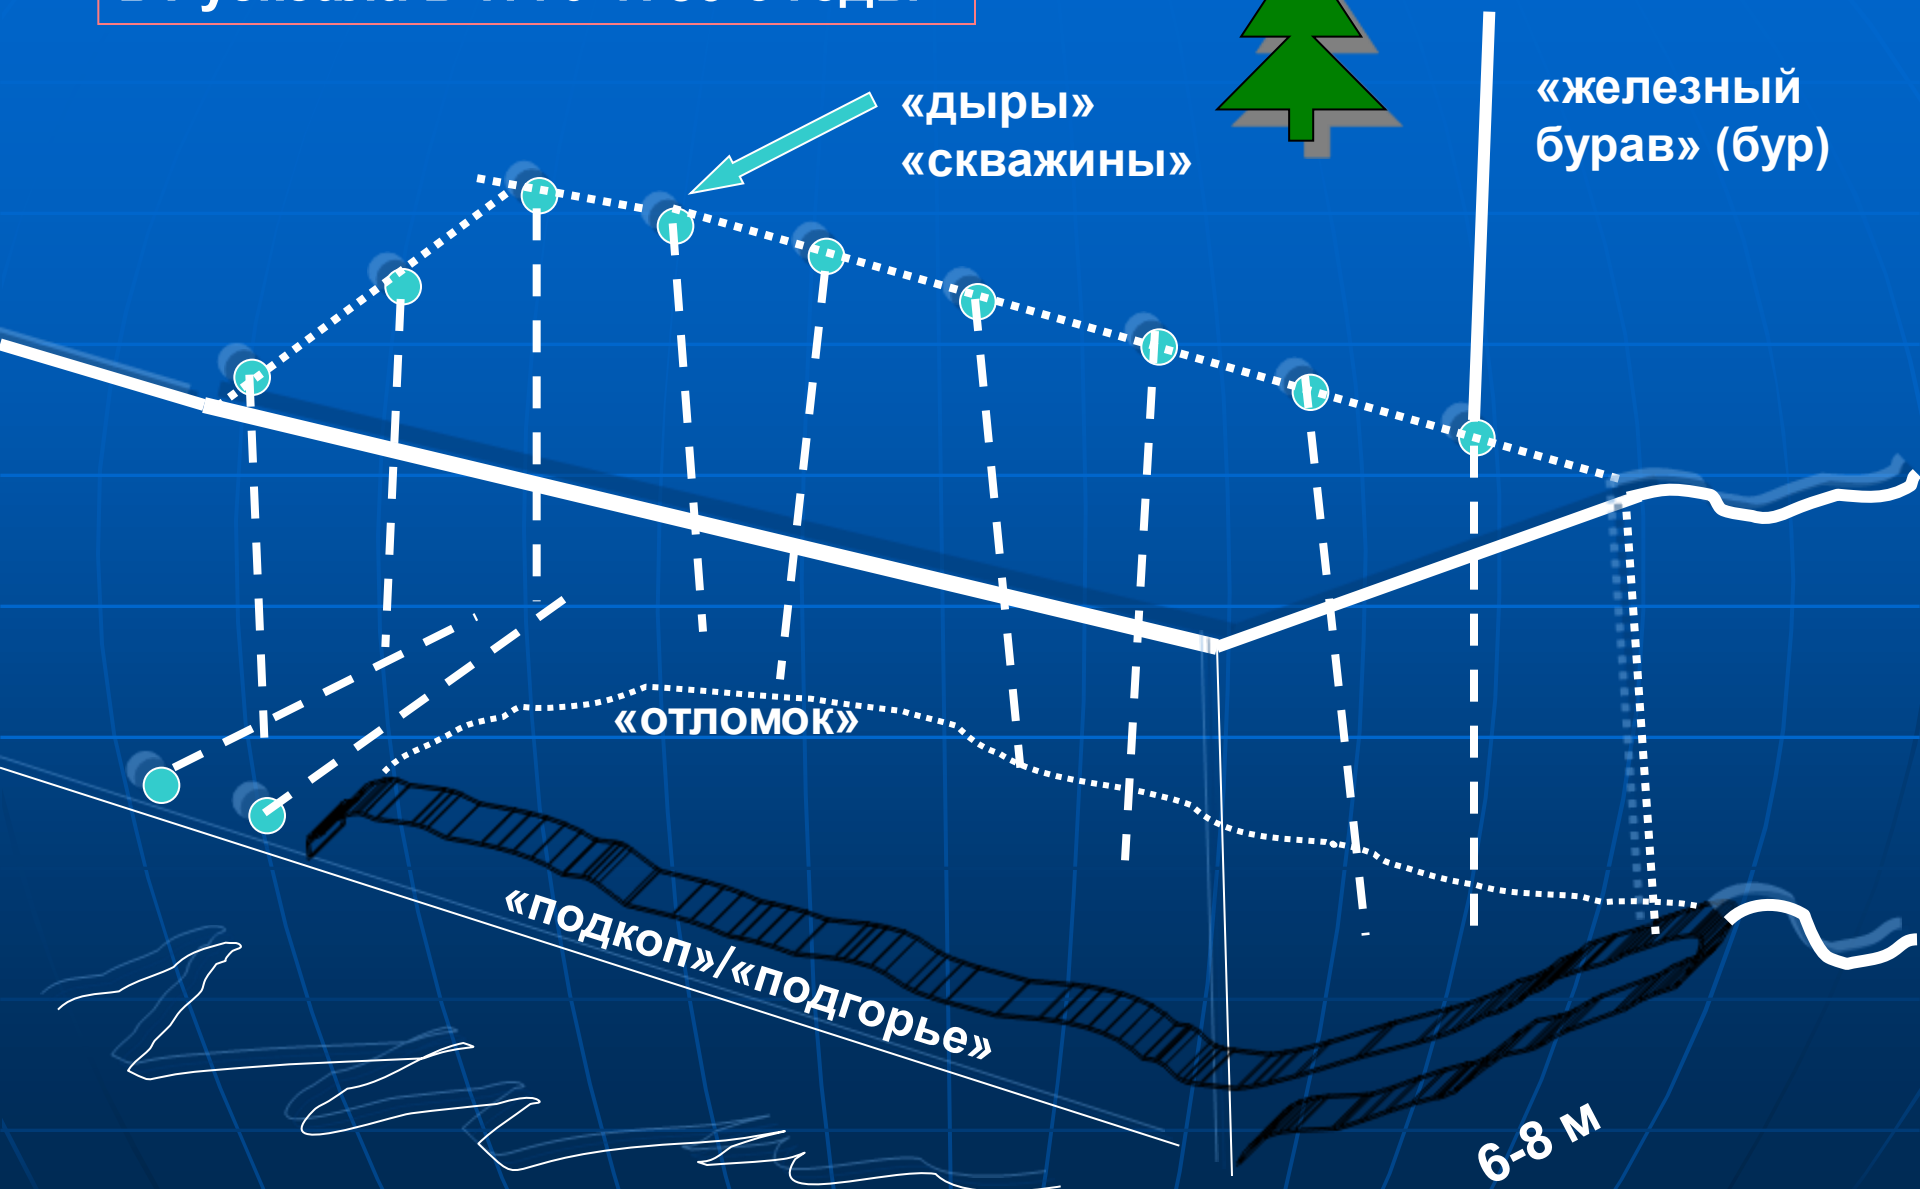 «дыры»
«скважины»
«железный
бурав» (бур)
«отломок»
«подкоп»/«подгорье»
6-8 м